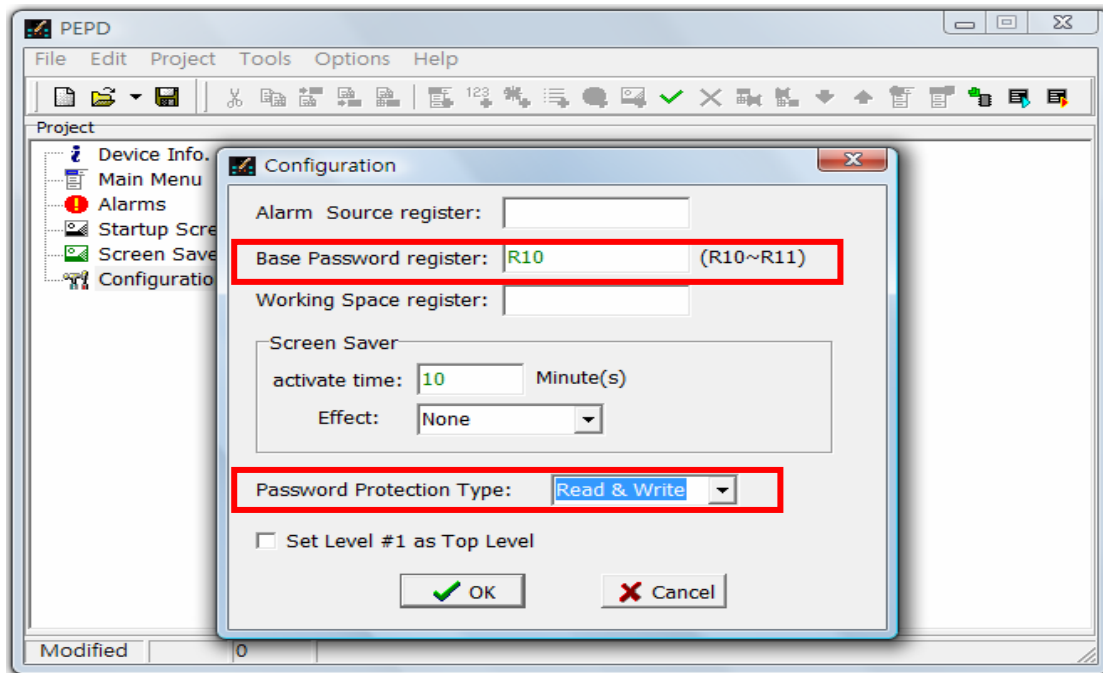 PEPD
File Edit Project Tools Options Help
123
Project
Device Info.
Main Menu
Alarms
Startup Scre
Screen Save
Configuratio
Configuration
Alarm Source register:
Base Password register: R10 (R10~R11)
Working Space register:
Screen Saver
activate time: 10 Minute(s)
Effect: None
Password Protection Type: Read & Write
Set Level #1 as Top Level
OK Cancel
Modified 0